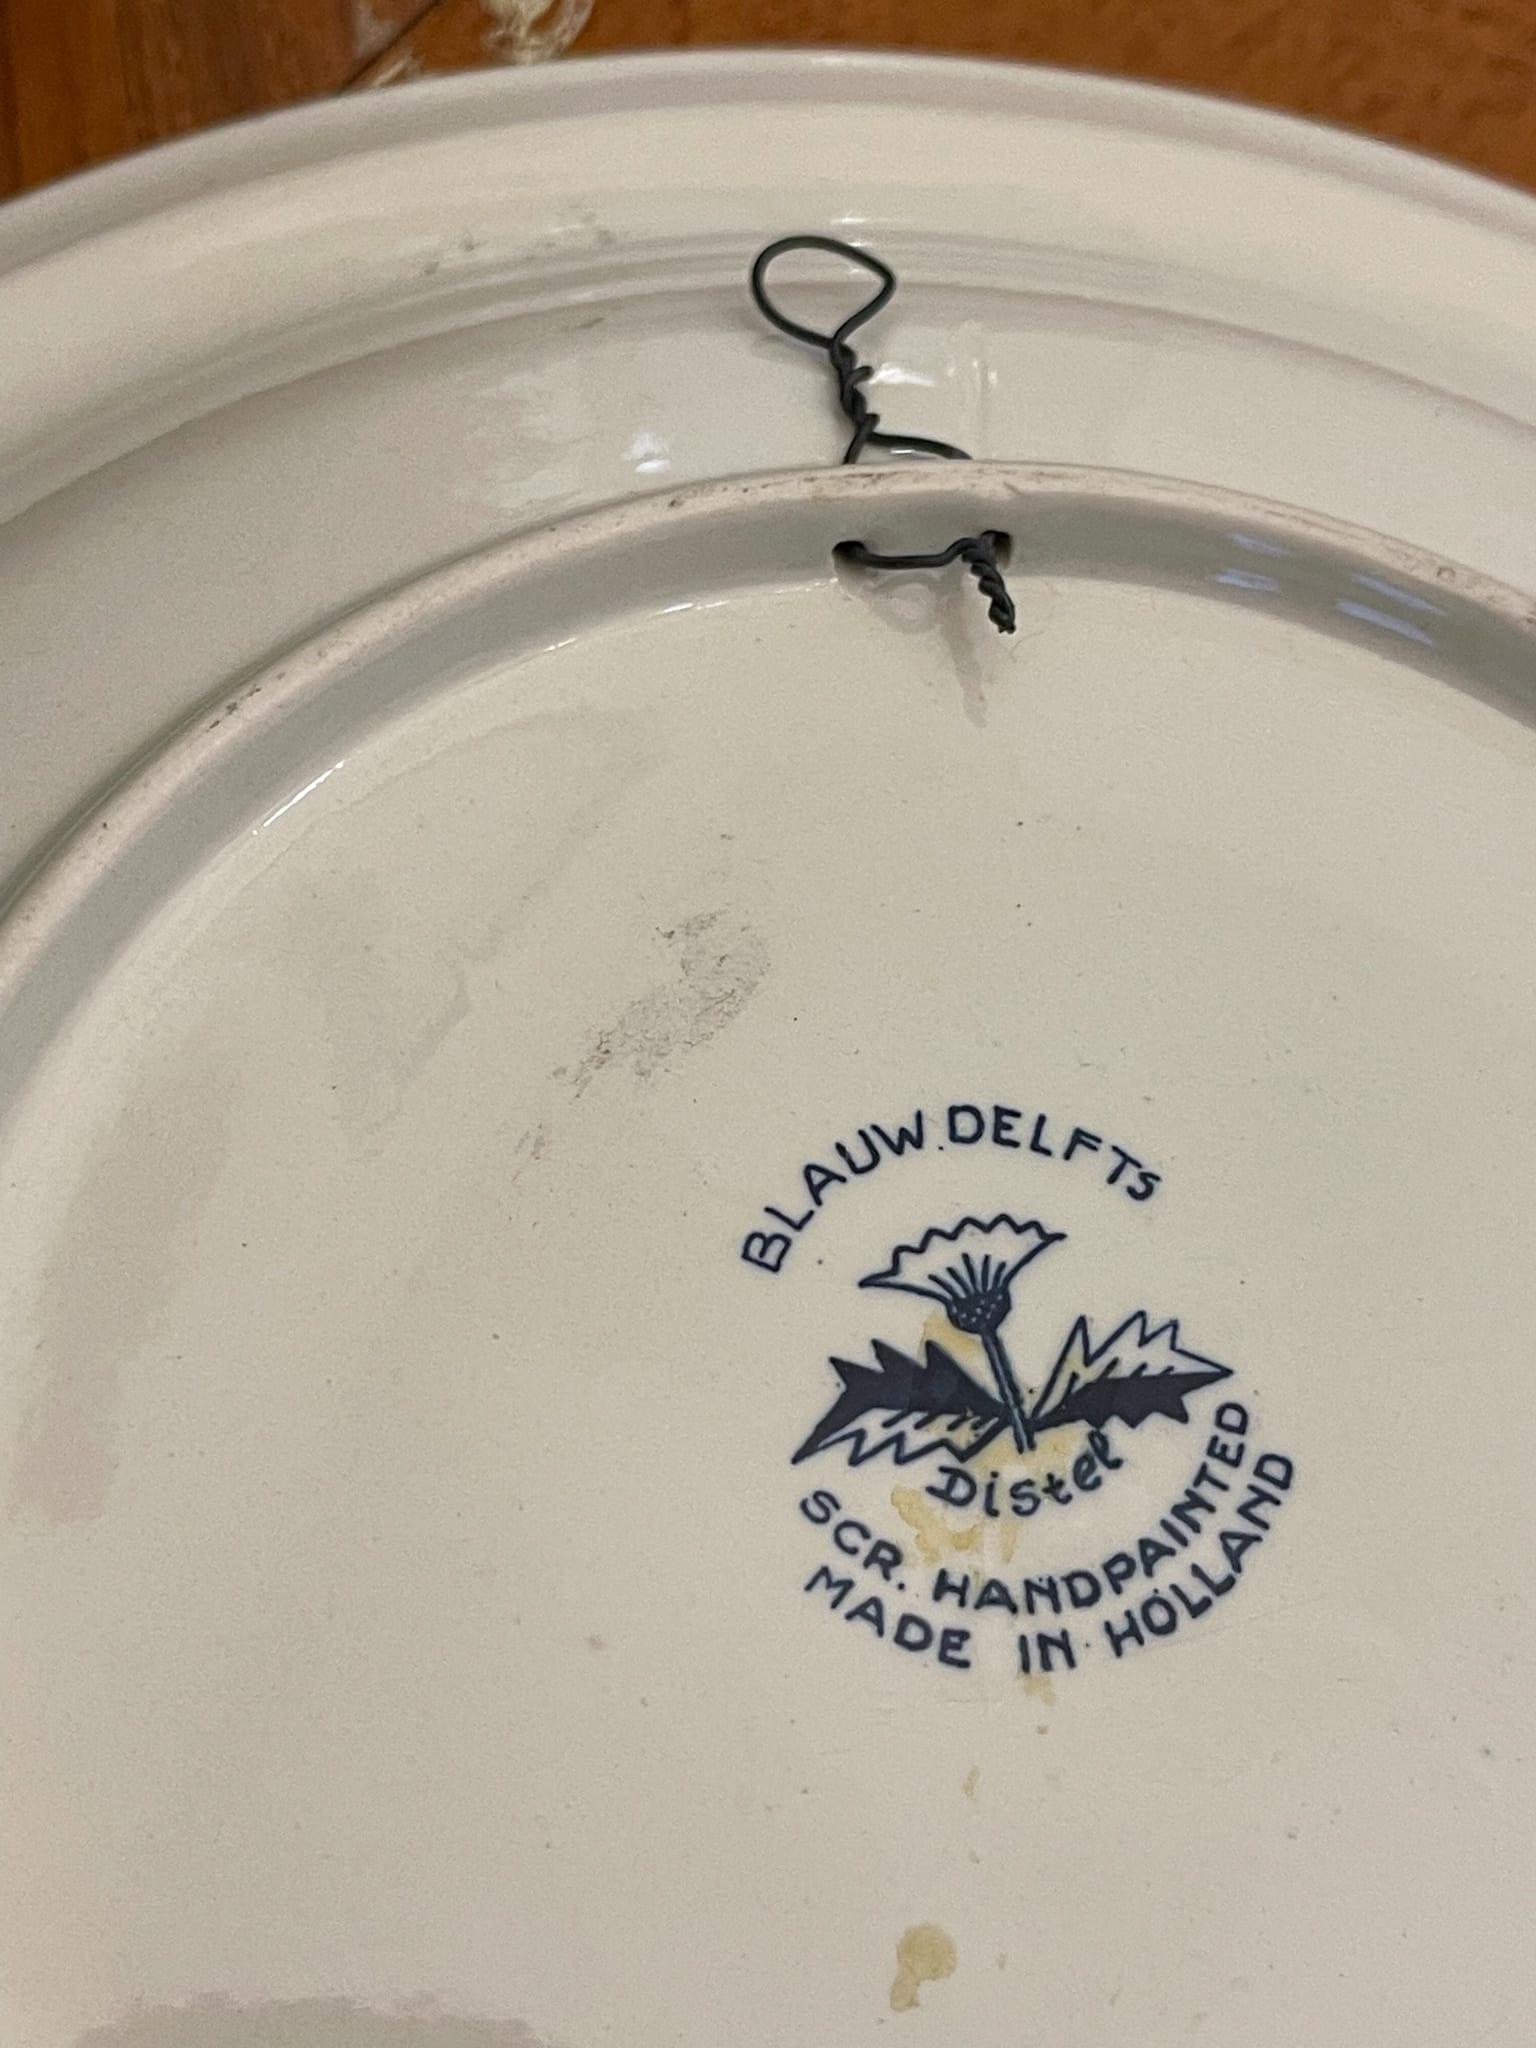 BLAUW. DELFTS
Distel
SCR. HANDPAINTED
MADE IN HOLLAND